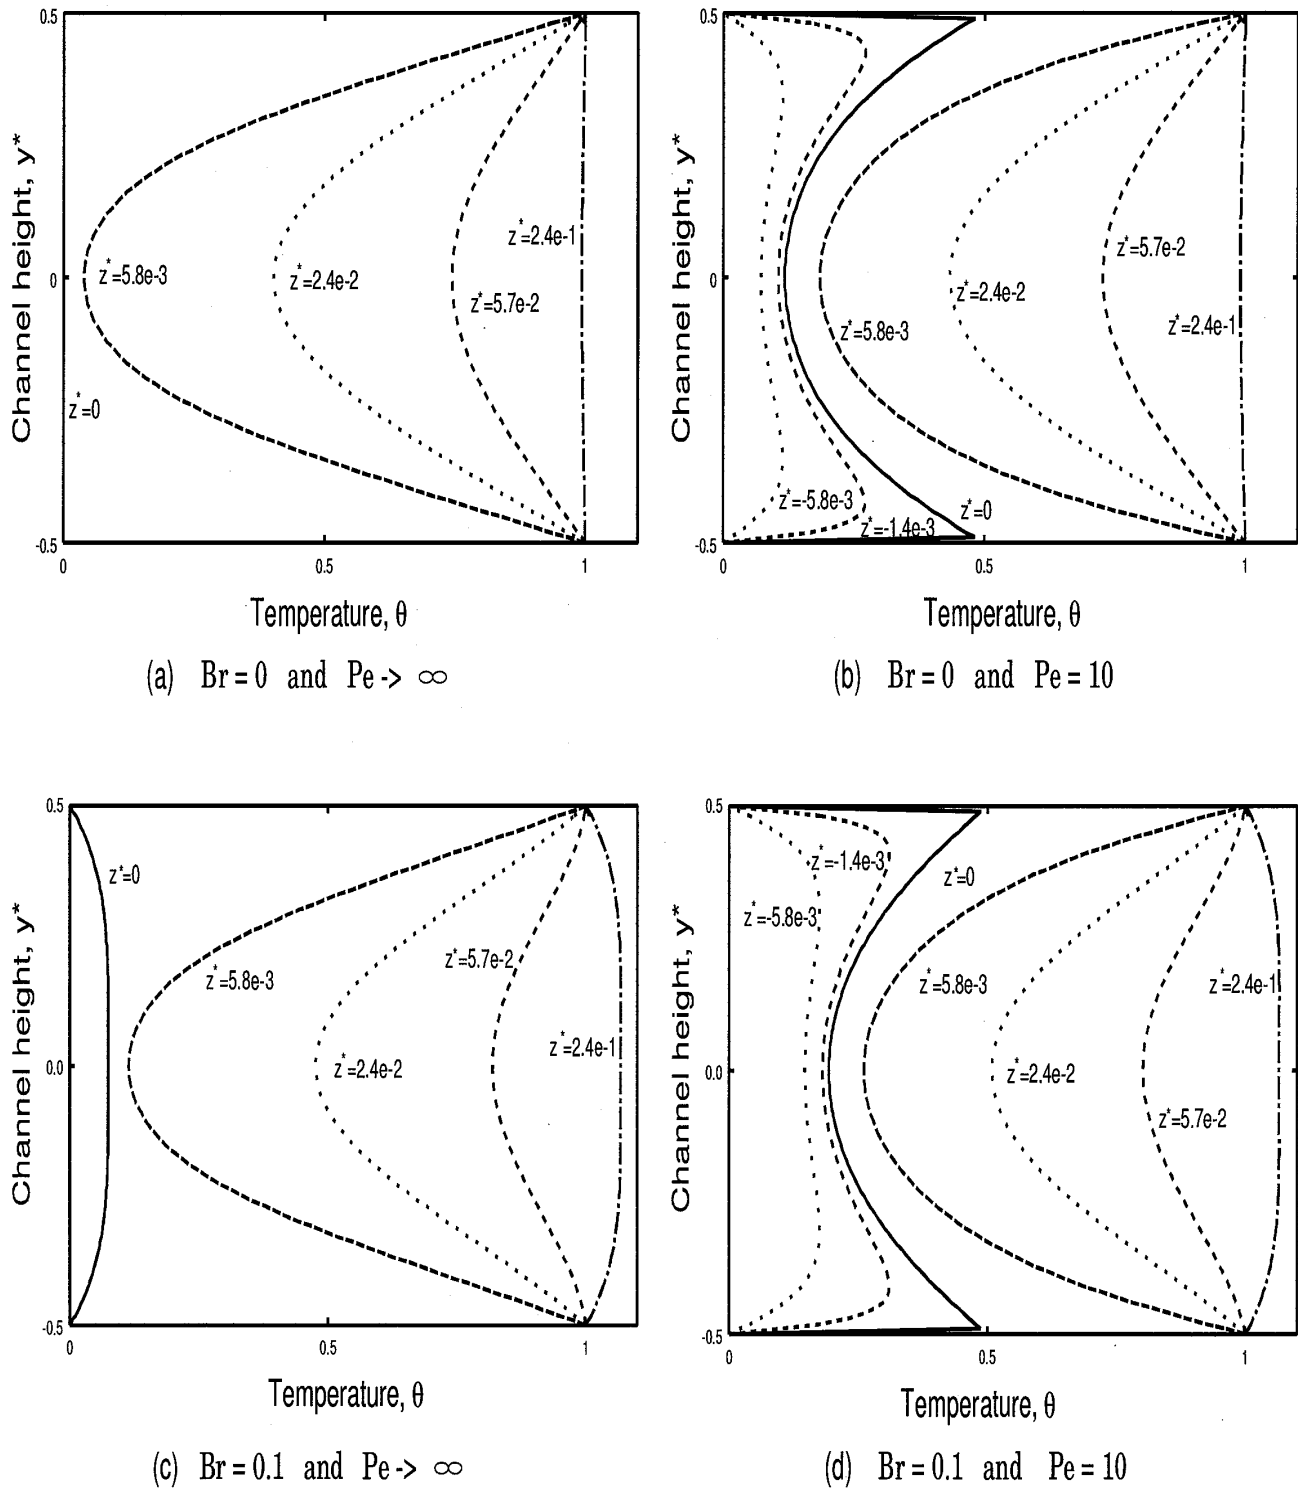 0.5
Channel height, y*
0
-0.5
z*=5.8e-3
z*=2.4e-2
z*=5.7e-2
z*=2.4e-1
z*=0
0
0.5
1
Temperature, θ
(a) Br = 0 and Pe -> ∞
0.5
Channel height, y*
0
-0.5
z*=5.7e-2
z*=2.4e-2
z*=5.8e-3
z*=2.4e-1
z*=-5.8e-3
z*=0
z*=-1.4e-3
0
0.5
1
Temperature, θ
(b) Br = 0 and Pe = 10
0.5
Channel height, y*
0.0
-0.5
z*=0
z*=5.7e-2
z*=5.8e-3
z*=2.4e-1
z*=2.4e-2
0
0.5
1
Temperature, θ
(c) Br = 0.1 and Pe -> ∞
0.5
Channel height, y*
0.0
-0.5
z*=-1.4e-3
z*=0
z*=-5.8e-3
z*=5.8e-3
z*=2.4e-1
z*=2.4e-2
z*=5.7e-2
0
0.5
1
Temperature, θ
(d) Br = 0.1 and Pe = 10